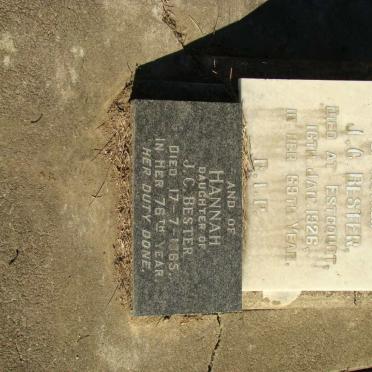 J. C. BESTER
DIED AT ESTCOURT,
16TH JAN. 1926.
IN HER 69TH YEAR.
R. I. P.
AND OF
HANNAH
DAUGHTER OF
J. C. BESTER
DIED 17-7-1965.
IN HER 76TH YEAR.
HER DUTY DONE.